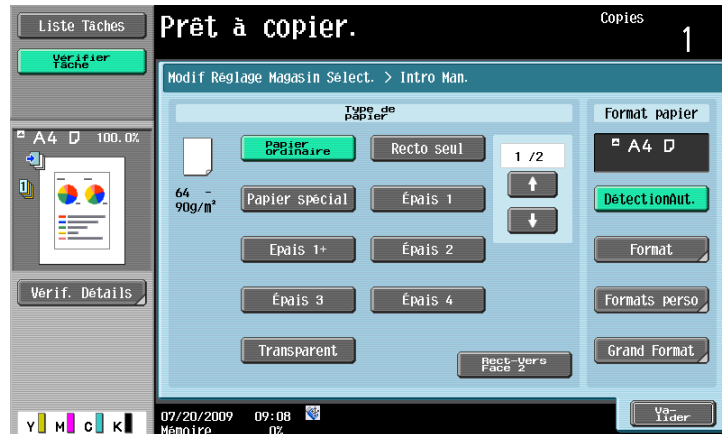 Liste Tâches
Prêt à copier.
Copies
1
Vérifier
Tâche
Modif Réglage Magasin Sélect. > Intro Man.
Type de
papier
Format papier
A4 100.0%
Papier
ordinaire
Recto seul
1 /2
A4
64 -
90g/m²
Papier spécial
Épais 1
DétectionAut.
Epais 1+
Épais 2
Format
Vérif. Détails
Épais 3
Épais 4
Formats perso
Transparent
Rect-Vers
Face 2
Grand Format
Y M C K
07/20/2009 09:08
Mémoire 0%
Va-
lider